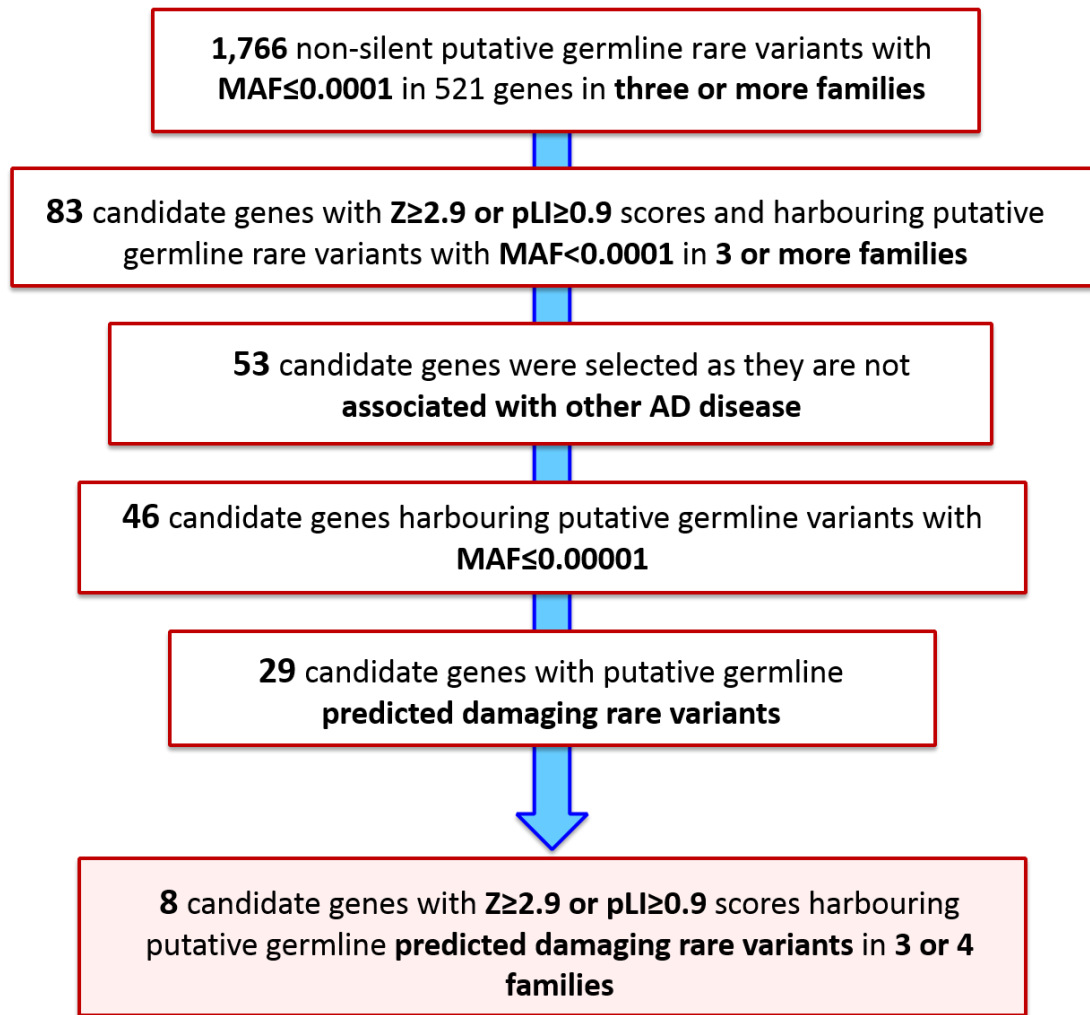 1,766 non-silent putative germline rare variants with
MAF≤0.0001 in 521 genes in three or more families
83 candidate genes with Z≥2.9 or pLI≥0.9 scores and harbouring putative
germline rare variants with MAF<0.0001 in 3 or more families
53 candidate genes were selected as they are not
associated with other AD disease
46 candidate genes harbouring putative germline variants with
MAF≤0.00001
29 candidate genes with putative germline
predicted damaging rare variants
8 candidate genes with Z≥2.9 or pLI≥0.9 scores harbouring
putative germline predicted damaging rare variants in 3 or 4
families